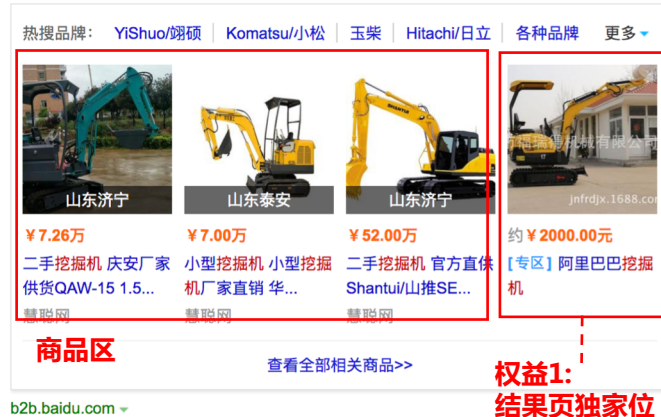 热搜品牌: YiShuo/翊硕 Komatsu/小松 玉柴 Hitachi/日立 各种品牌 更多
山东济宁 山东泰安 山东济宁
jnfrdjx.1688.com
￥7.26万 ￥7.00万 ￥52.00万 约￥2000.00元
二手挖掘机 庆安厂家 小型挖掘机 小型挖掘 二手挖掘机 官方直供 [专区] 阿里巴巴挖掘
供货QAW-15 1.5... 机厂家直销 华... Shantui/山推SE... 机
慧聪网 慧聪网 慧聪网
商品区
查看全部相关商品>>
权益1:
结果页独家位
b2b.baidu.com